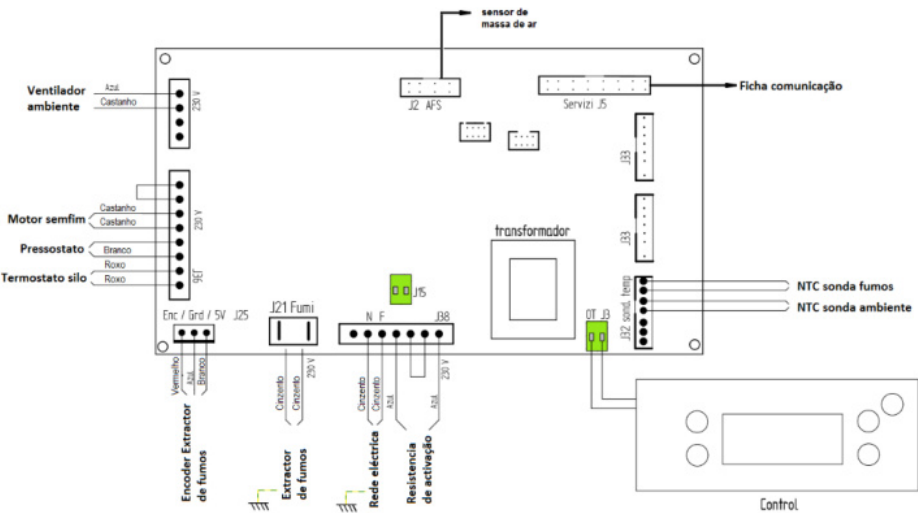 sensor de
massa de ar
Ventilador
ambiente
Azul
Castanho
230 V
J2 AFS
Servizi J5
Ficha comunicação
J33
J33
Motor semfim
Castanho
Castanho
Pressostato
Branco
Termostato silo
Roxo
Roxo
230 V
J36
transformador
J15
NTC sonda fumos
NTC sonda ambiente
J32 sond. temp
OT J3
Enc / Grd / 5V J25
J21 Fumi
N F J38
Vermelho
Azul
Branco
Cinzento
Cinzento
230 V
Cinzento
Cinzento
Azul
Azul
230 V
Encoder Extractor
de fumos
Extractor
de fumos
Rede eléctrica
Resistencia
de activação
Control